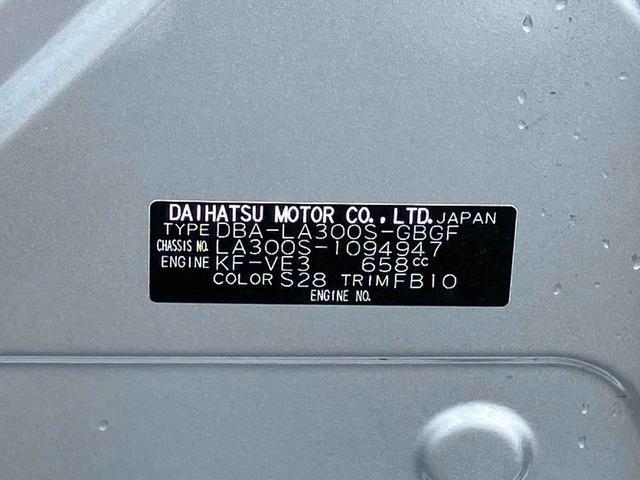 DAIHATSU MOTOR CO., LTD. JAPAN
TYPE DBA-LA300S-GBGF
CHASSIS NO. LA300S-1094947
ENGINE KF-VE3 658cc
COLOR S28 TRIM FB10
ENGINE NO.